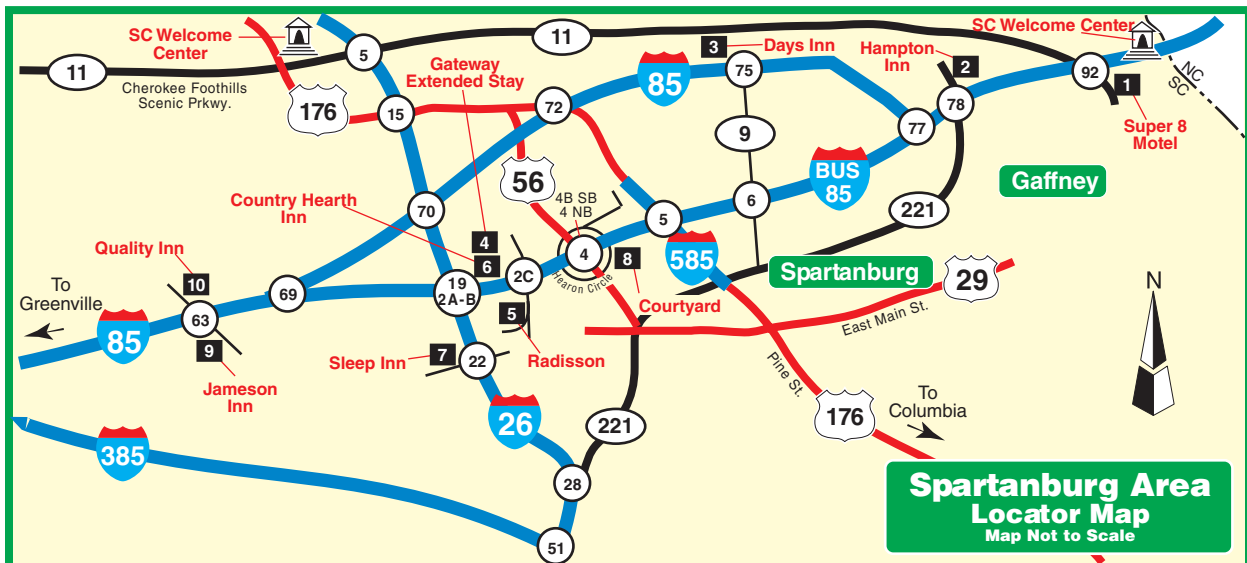 SC Welcome
Center
SC Welcome Center
11
11
5
3
Days Inn
Hampton
Inn
2
NC
SC
92
1
Super 8
Motel
Cherokee Foothills
Scenic Prkwy.
Gateway
Extended Stay
85
75
78
176
15
72
77
9
56
BUS
85
Gaffney
4B SB
4 NB
6
221
Country Hearth
Inn
70
5
Quality Inn
10
4
6
2C
4
8
585
Spartanburg
29
N
To
Greenville
69
19
2A-B
Hearon Circle
Courtyard
63
85
9
5
East Main St.
Sleep Inn
7
22
Radisson
Jameson
Inn
Pine St.
26
221
176
To
Columbia
385
28
51
Spartanburg Area
Locator Map
Map Not to Scale